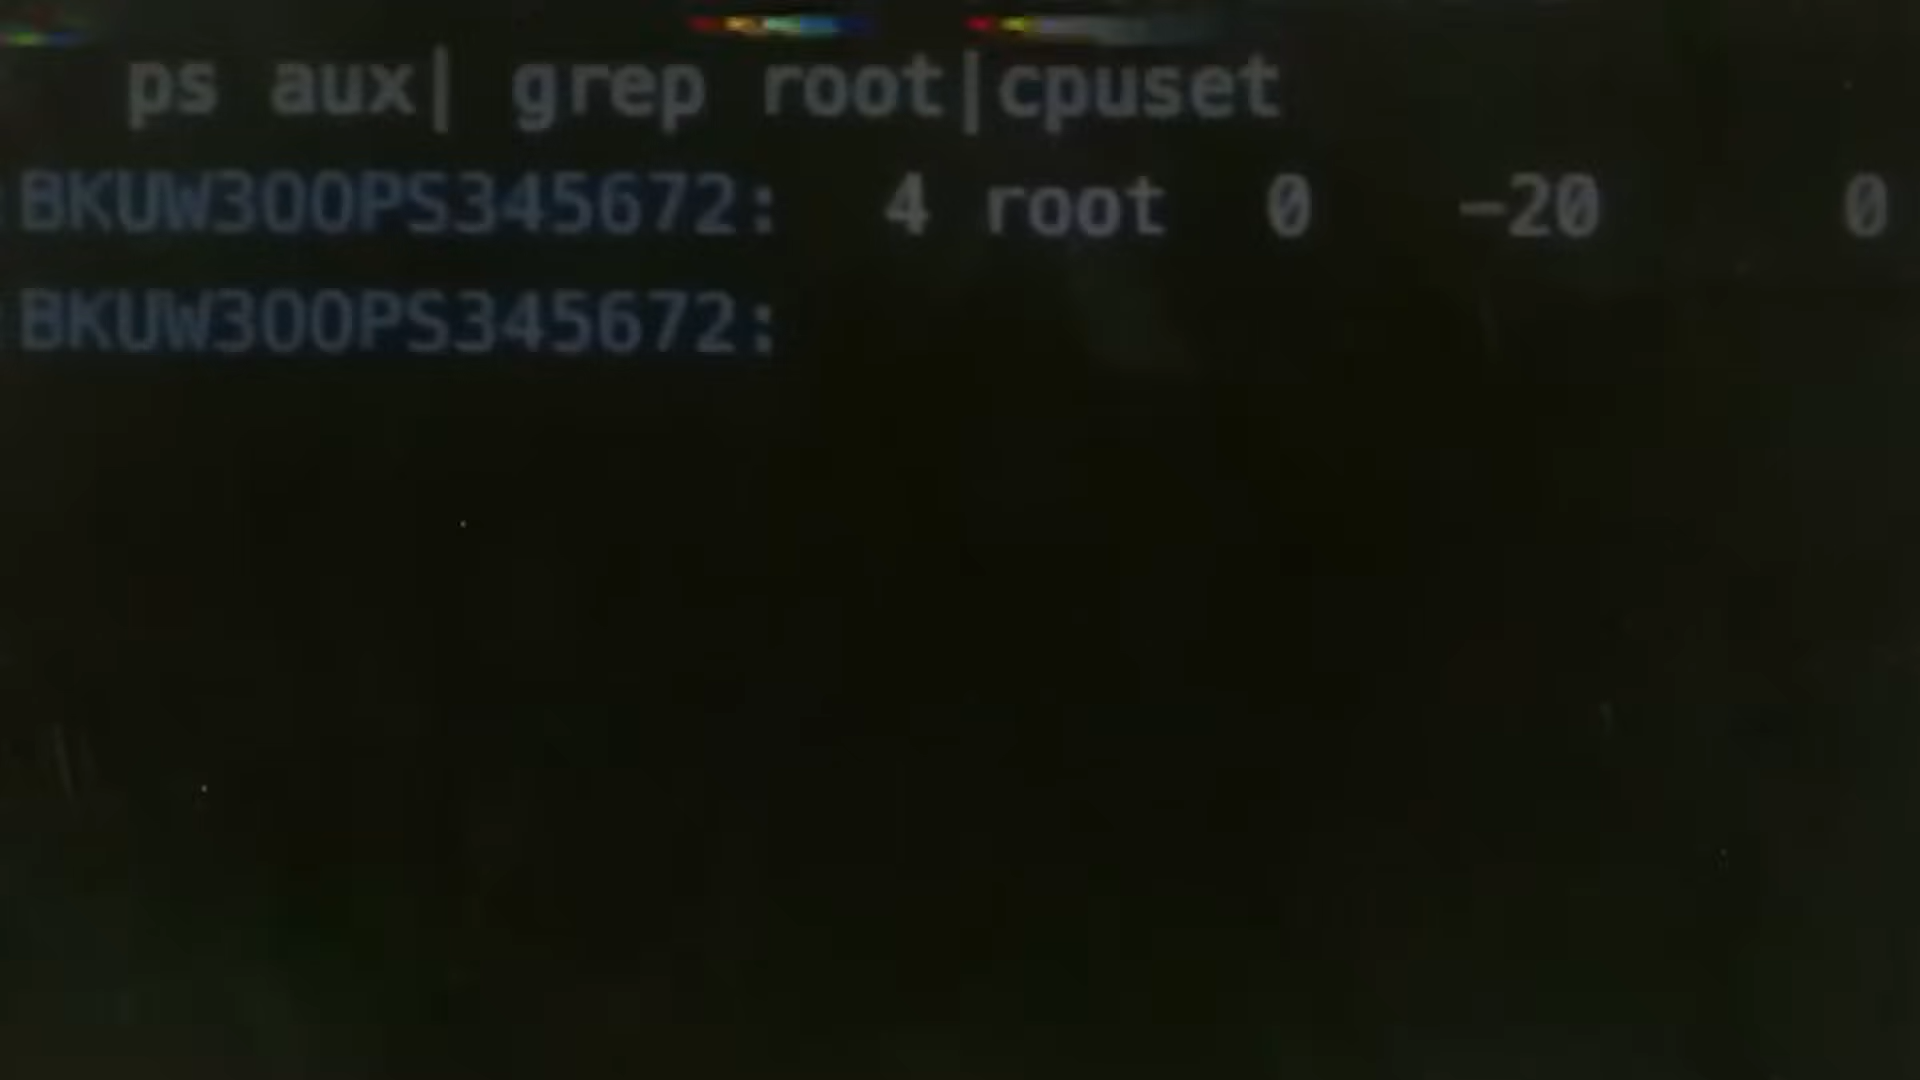 ps aux| grep root|cpuset
BKUW300PS345672: 4 root 0 −20 0
BKUW300PS345672: